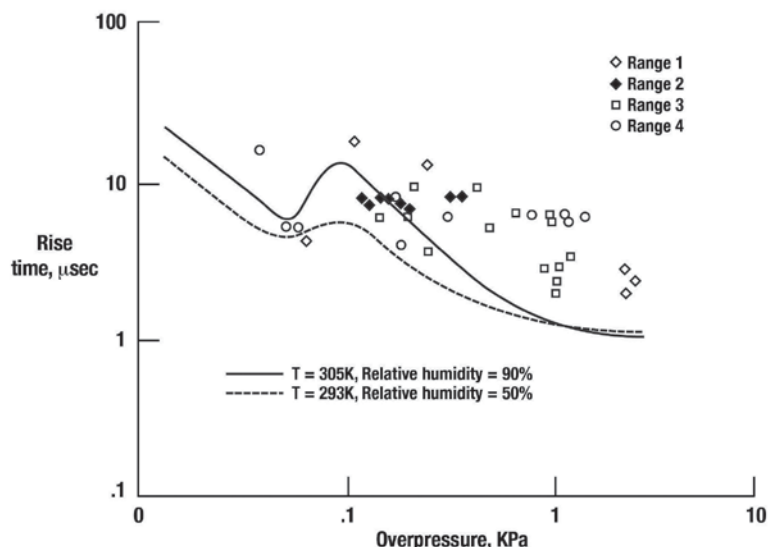 100
Range 1
Range 2
Range 3
Range 4
10
Rise
time, μsec
1
T = 305K, Relative humidity = 90%
T = 293K, Relative humidity = 50%
.1
0
.1
1
10
Overpressure, KPa